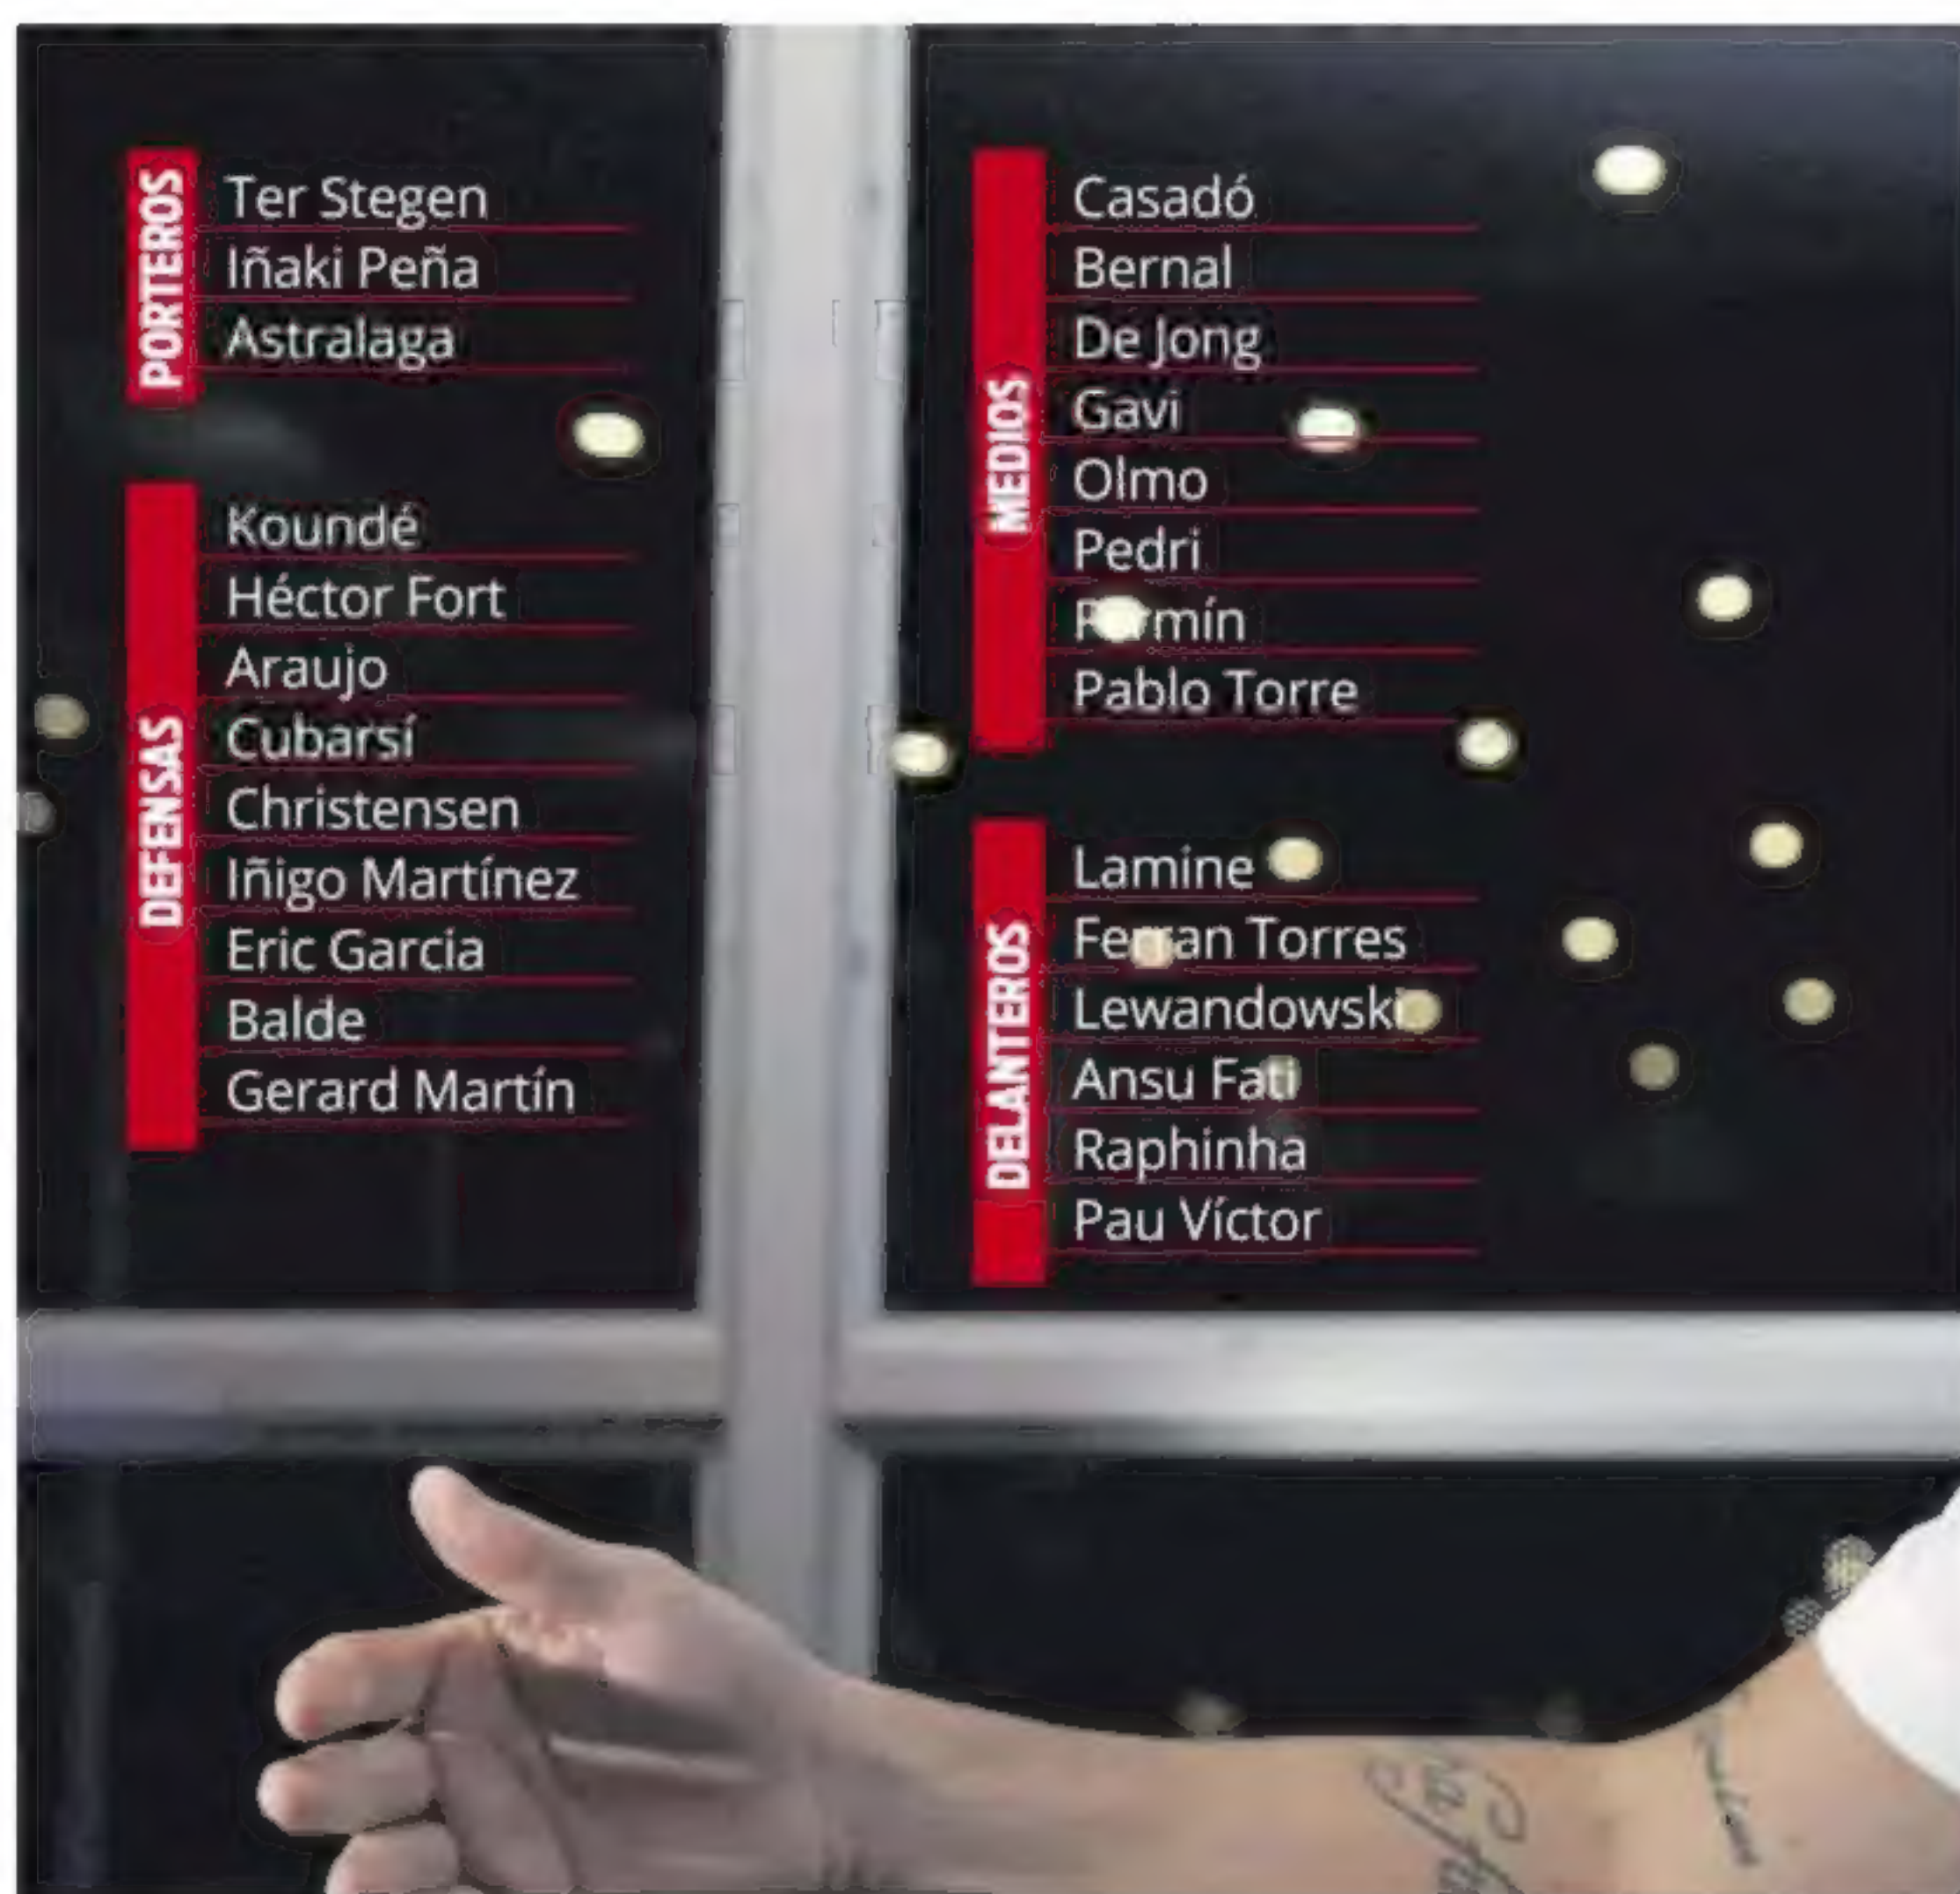 PORTEROS
Ter Stegen
Iñaki Peña
Astralaga
DEFENSAS
Koundé
Héctor Fort
Araujo
Cubarsí
Christensen
Iñigo Martínez
Eric Garcia
Balde
Gerard Martín
MEDIOS
Casadó
Bernal
De Jong
Gavi
Olmo
Pedri
Fermín
Pablo Torre
DELANTEROS
Lamine
Ferran Torres
Lewandowski
Ansu Fati
Raphinha
Pau Víctor